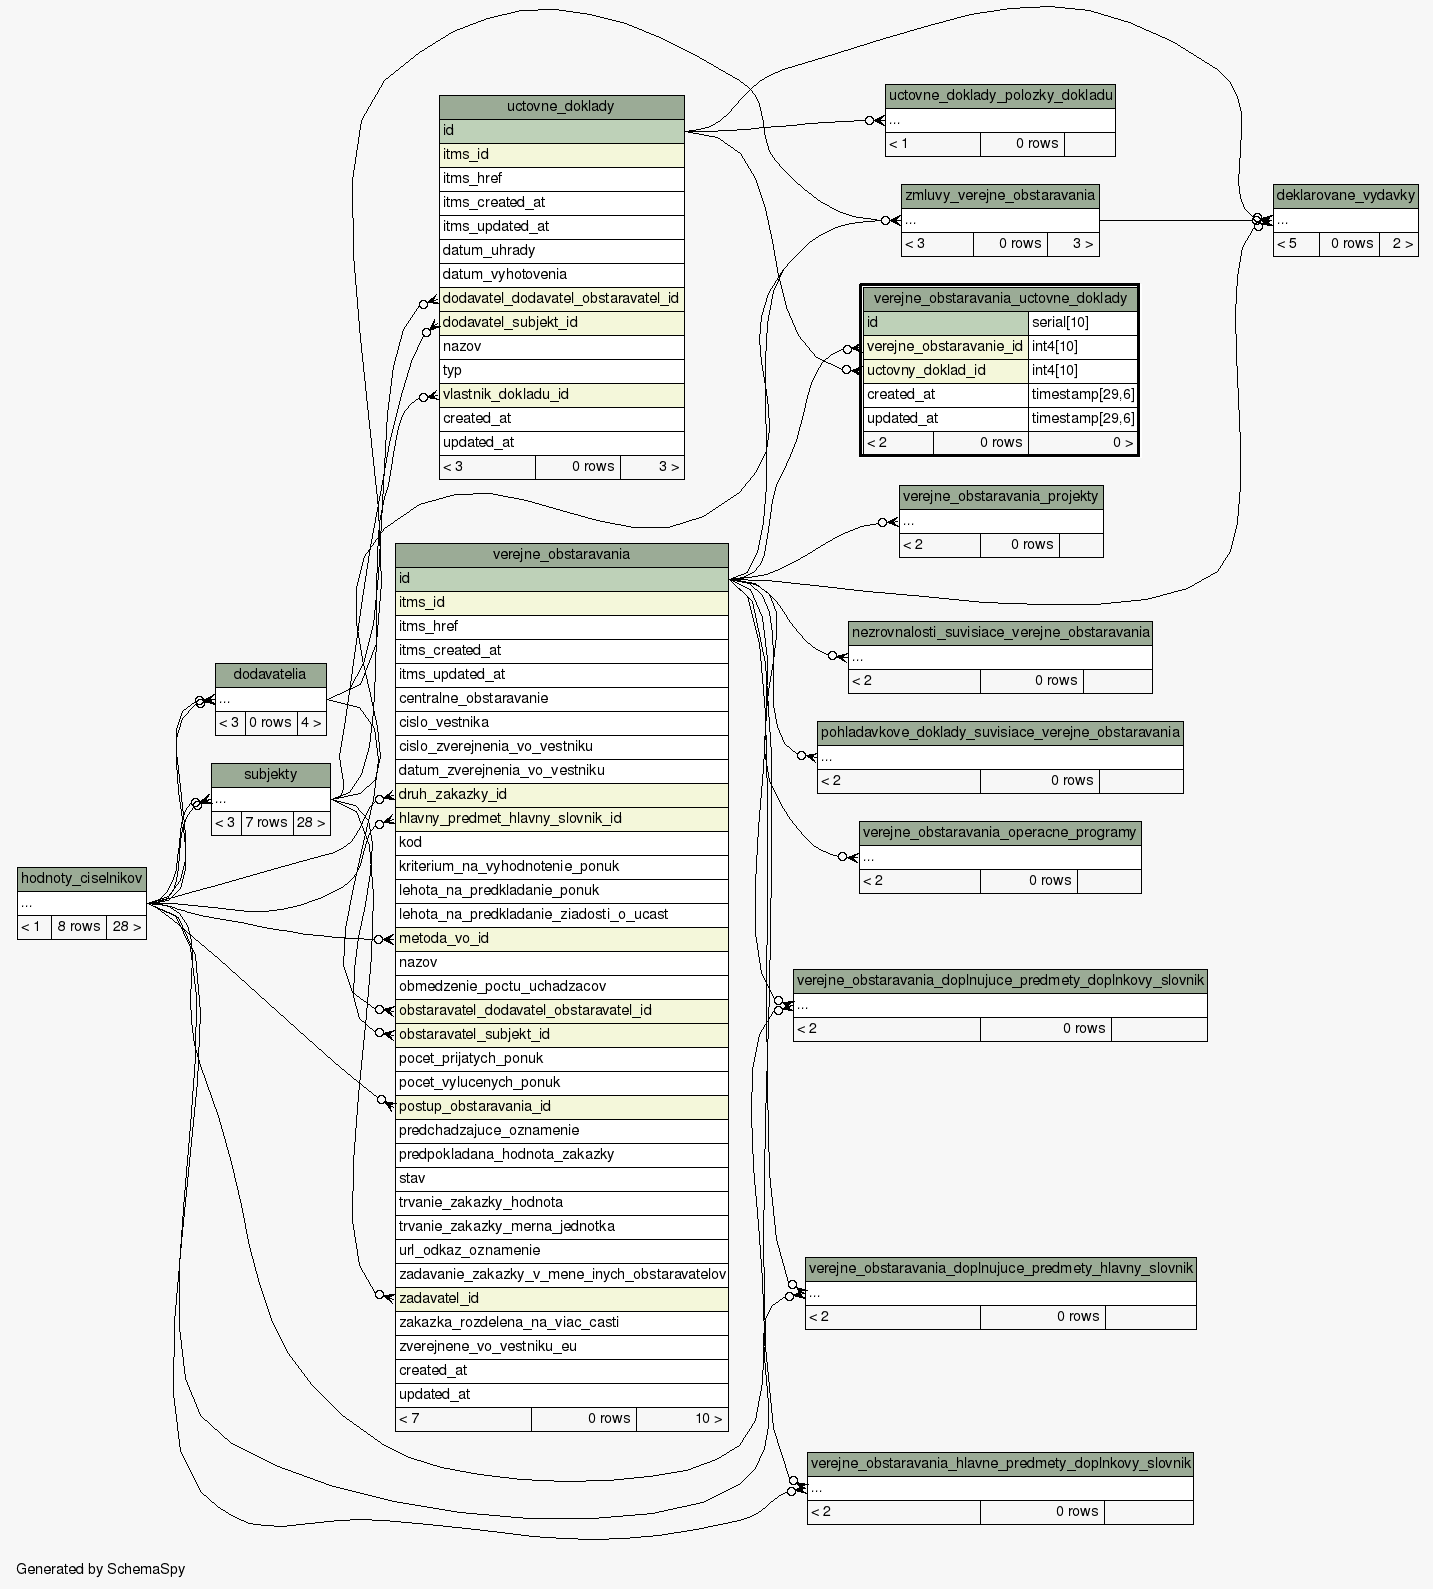 uctovne_doklady
id
itms_id
itms_href
itms_created_at
itms_updated_at
datum_uhrady
datum_vyhotovenia
dodavatel_dodavatel_obstaravatel_id
dodavatel_subjekt_id
nazov
typ
vlastnik_dokladu_id
created_at
updated_at
< 3 0 rows 3 >
uctovne_doklady_polozky_dokladu
...
< 1 0 rows
zmluvy_verejne_obstaravania
...
< 3 0 rows 3 >
deklarovane_vydavky
...
< 5 0 rows 2 >
verejne_obstaravania_uctovne_doklady
id serial[10]
verejne_obstaravanie_id int4[10]
uctovny_doklad_id int4[10]
created_at timestamp[29,6]
updated_at timestamp[29,6]
< 2 0 rows 0 >
verejne_obstaravania_projekty
...
< 2 0 rows
verejne_obstaravania
id
itms_id
itms_href
itms_created_at
itms_updated_at
centralne_obstaravanie
cislo_vestnika
cislo_zverejnenia_vo_vestniku
datum_zverejnenia_vo_vestniku
druh_zakazky_id
hlavny_predmet_hlavny_slovnik_id
kod
kriterium_na_vyhodnotenie_ponuk
lehota_na_predkladanie_ponuk
lehota_na_predkladanie_ziadosti_o_ucast
metoda_vo_id
nazov
obmedzenie_poctu_uchadzacov
obstaravatel_dodavatel_obstaravatel_id
obstaravatel_subjekt_id
pocet_prijatych_ponuk
pocet_vylucenych_ponuk
postup_obstaravania_id
predchadzajuce_oznamenie
predpokladana_hodnota_zakazky
stav
trvanie_zakazky_hodnota
trvanie_zakazky_merna_jednotka
url_odkaz_oznamenie
zadavanie_zakazky_v_mene_inych_obstaravatelov
zadavatel_id
zakazka_rozdelena_na_viac_casti
zverejnene_vo_vestniku_eu
created_at
updated_at
< 7 0 rows 10 >
nezrovnalosti_suvisiace_verejne_obstaravania
...
< 2 0 rows
dodavatelia
...
< 3 0 rows 4 >
pohladavkove_doklady_suvisiace_verejne_obstaravania
...
< 2 0 rows
subjekty
...
< 3 7 rows 28 >
verejne_obstaravania_operacne_programy
...
< 2 0 rows
hodnoty_ciselnikov
...
< 1 8 rows 28 >
verejne_obstaravania_doplnujuce_predmety_doplnkovy_slovnik
...
< 2 0 rows
verejne_obstaravania_doplnujuce_predmety_hlavny_slovnik
...
< 2 0 rows
verejne_obstaravania_hlavne_predmety_doplnkovy_slovnik
...
< 2 0 rows
Generated by SchemaSpy